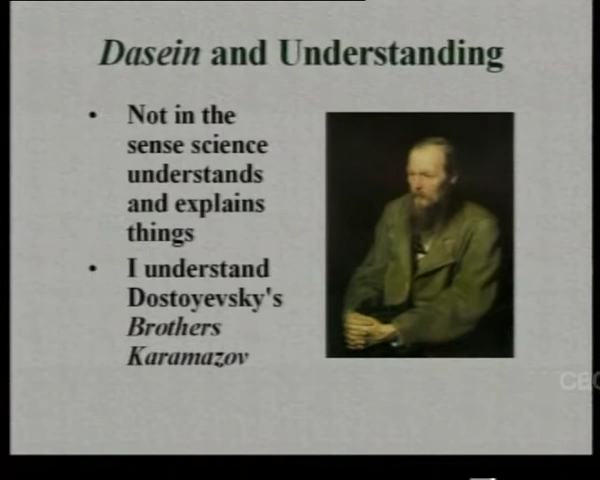 Dasein and Understanding
• Not in the
sense science
understands
and explains
things
• I understand
Dostoyevsky's
Brothers
Karamazov